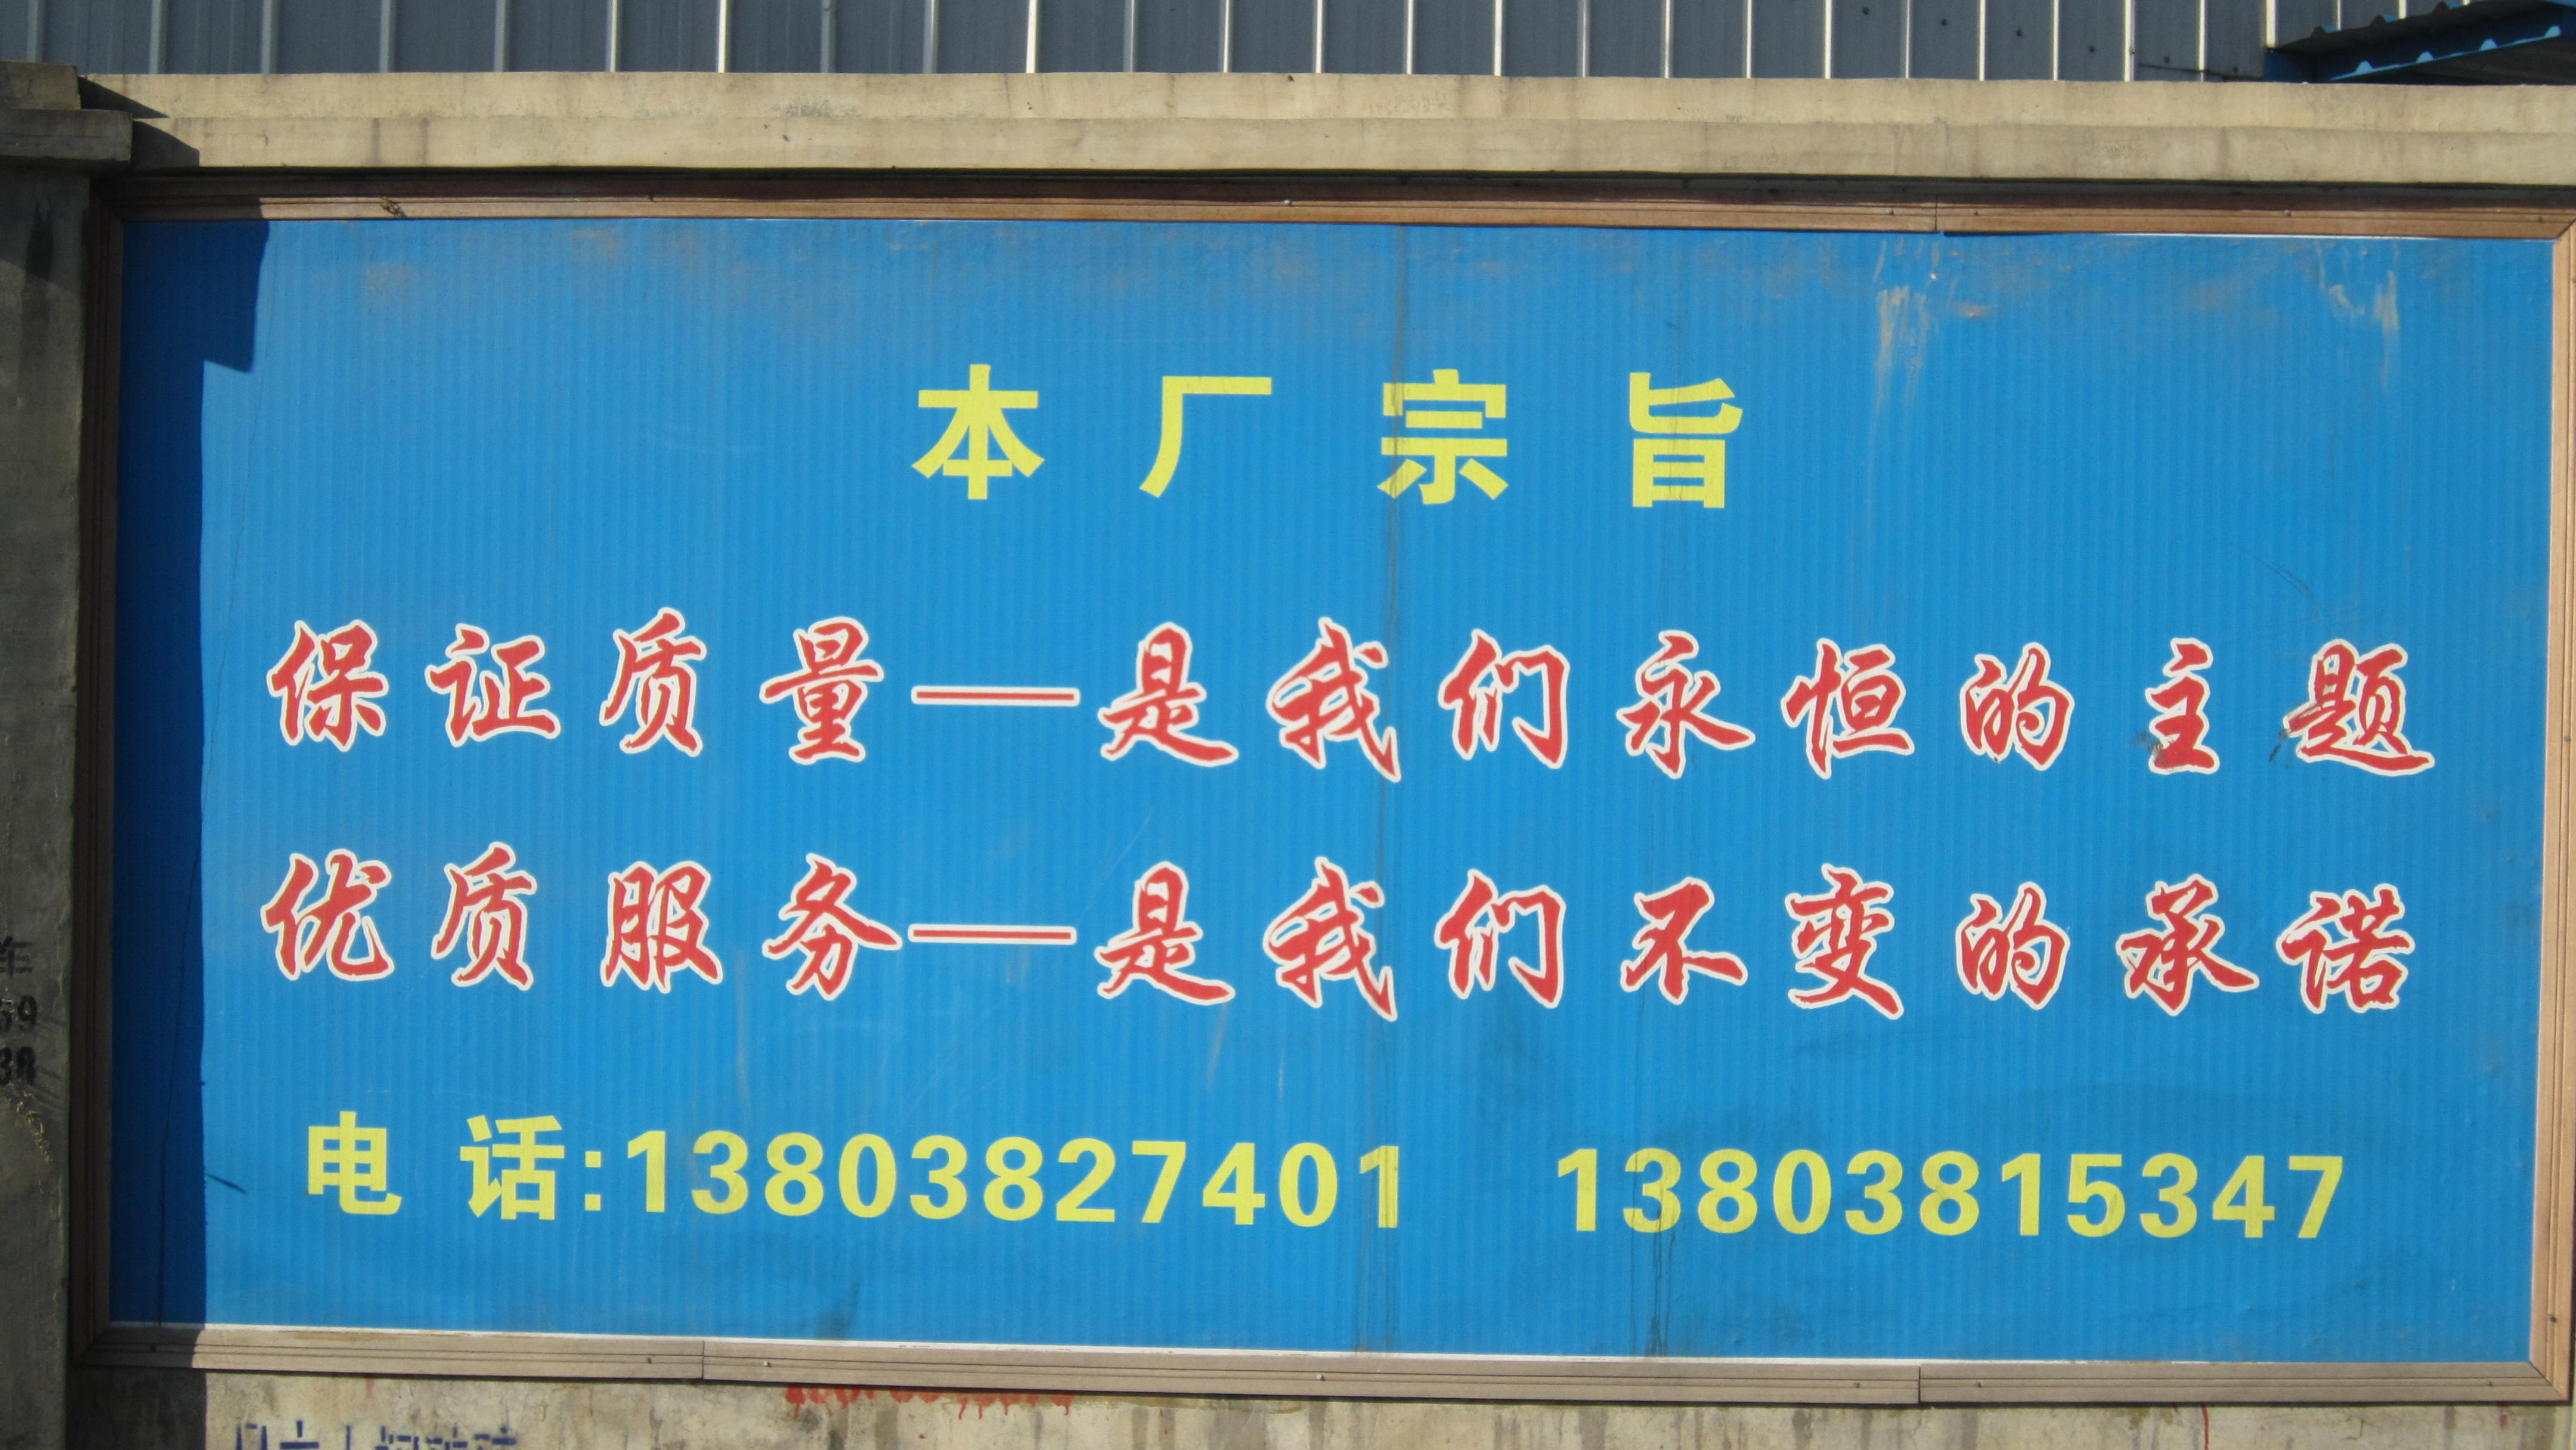 本厂宗旨
保证质量——是我们永恒的主题
优质服务——是我们不变的承诺
电 话:13803827401 13803815347